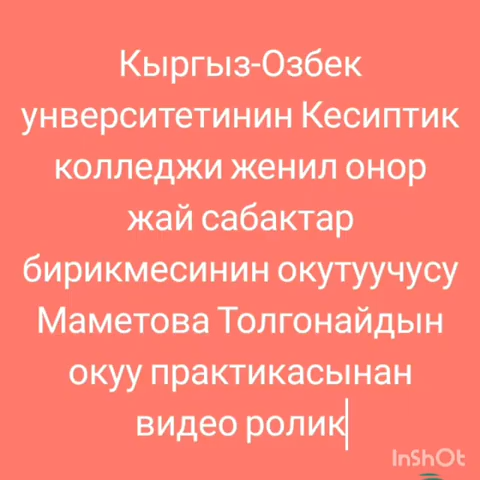 Кыргыз-Озбек
унверситетинин Кесиптик
колледжи женил онор
жай сабактар
бирикмесинин окутуучусу
Маметова Толгонайдын
окуу практикасынан
видео ролик
InShOt